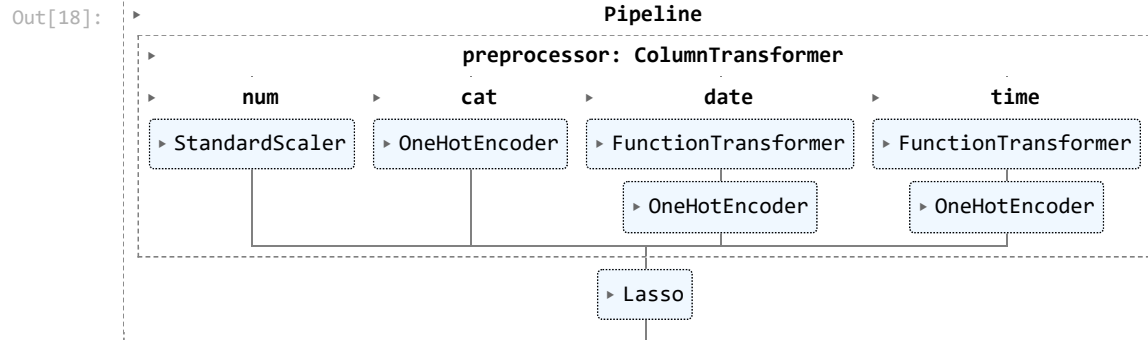 Out[18]: Pipeline
preprocessor: ColumnTransformer
num cat date time
StandardScaler OneHotEncoder FunctionTransformer FunctionTransformer
OneHotEncoder OneHotEncoder
Lasso